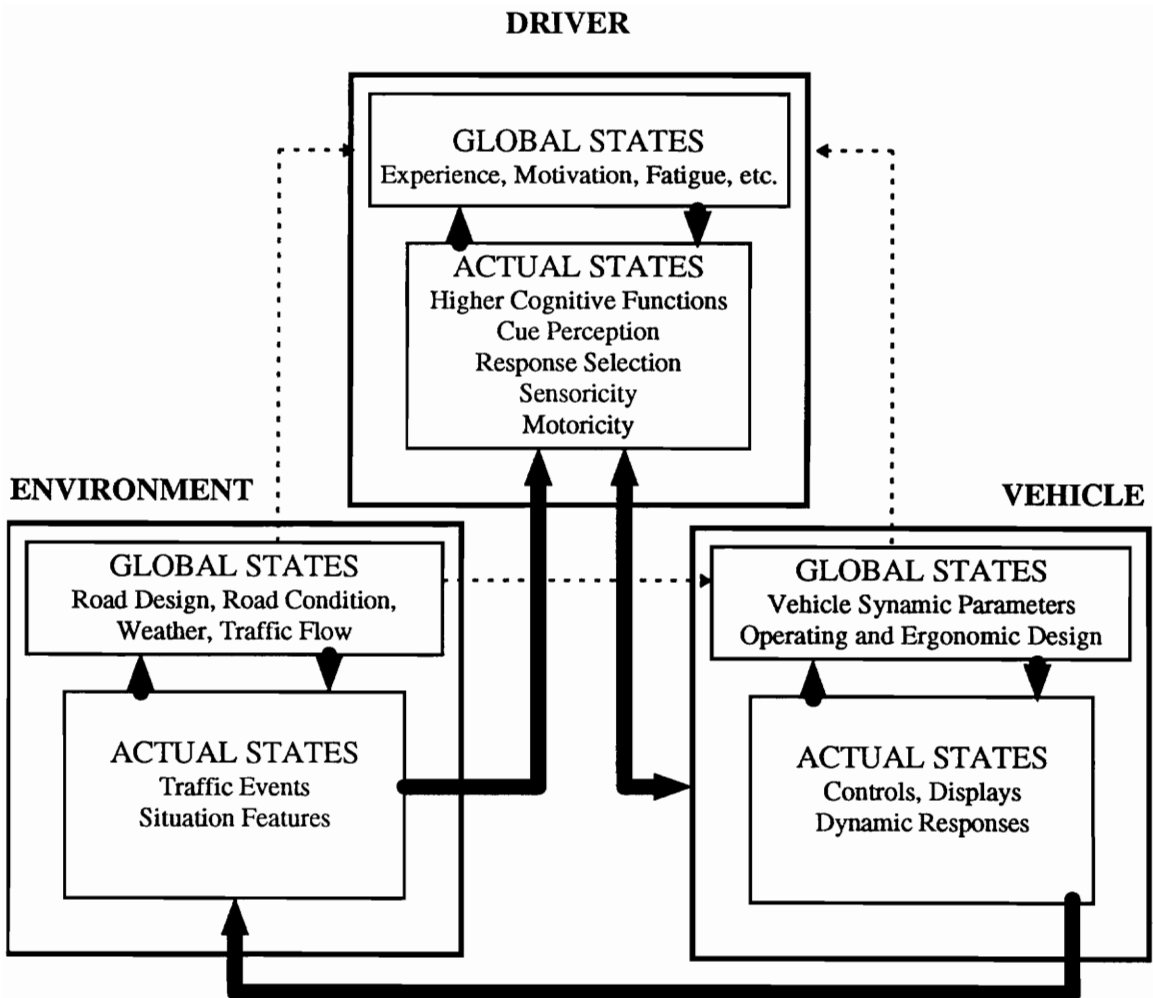 DRIVER
GLOBAL STATES
Experience, Motivation, Fatigue, etc.
ACTUAL STATES
Higher Cognitive Functions
Cue Perception
Response Selection
Sensoricity
Motoricity
ENVIRONMENT
GLOBAL STATES
Road Design, Road Condition,
Weather, Traffic Flow
ACTUAL STATES
Traffic Events
Situation Features
VEHICLE
GLOBAL STATES
Vehicle Synamic Parameters
Operating and Ergonomic Design
ACTUAL STATES
Controls, Displays
Dynamic Responses